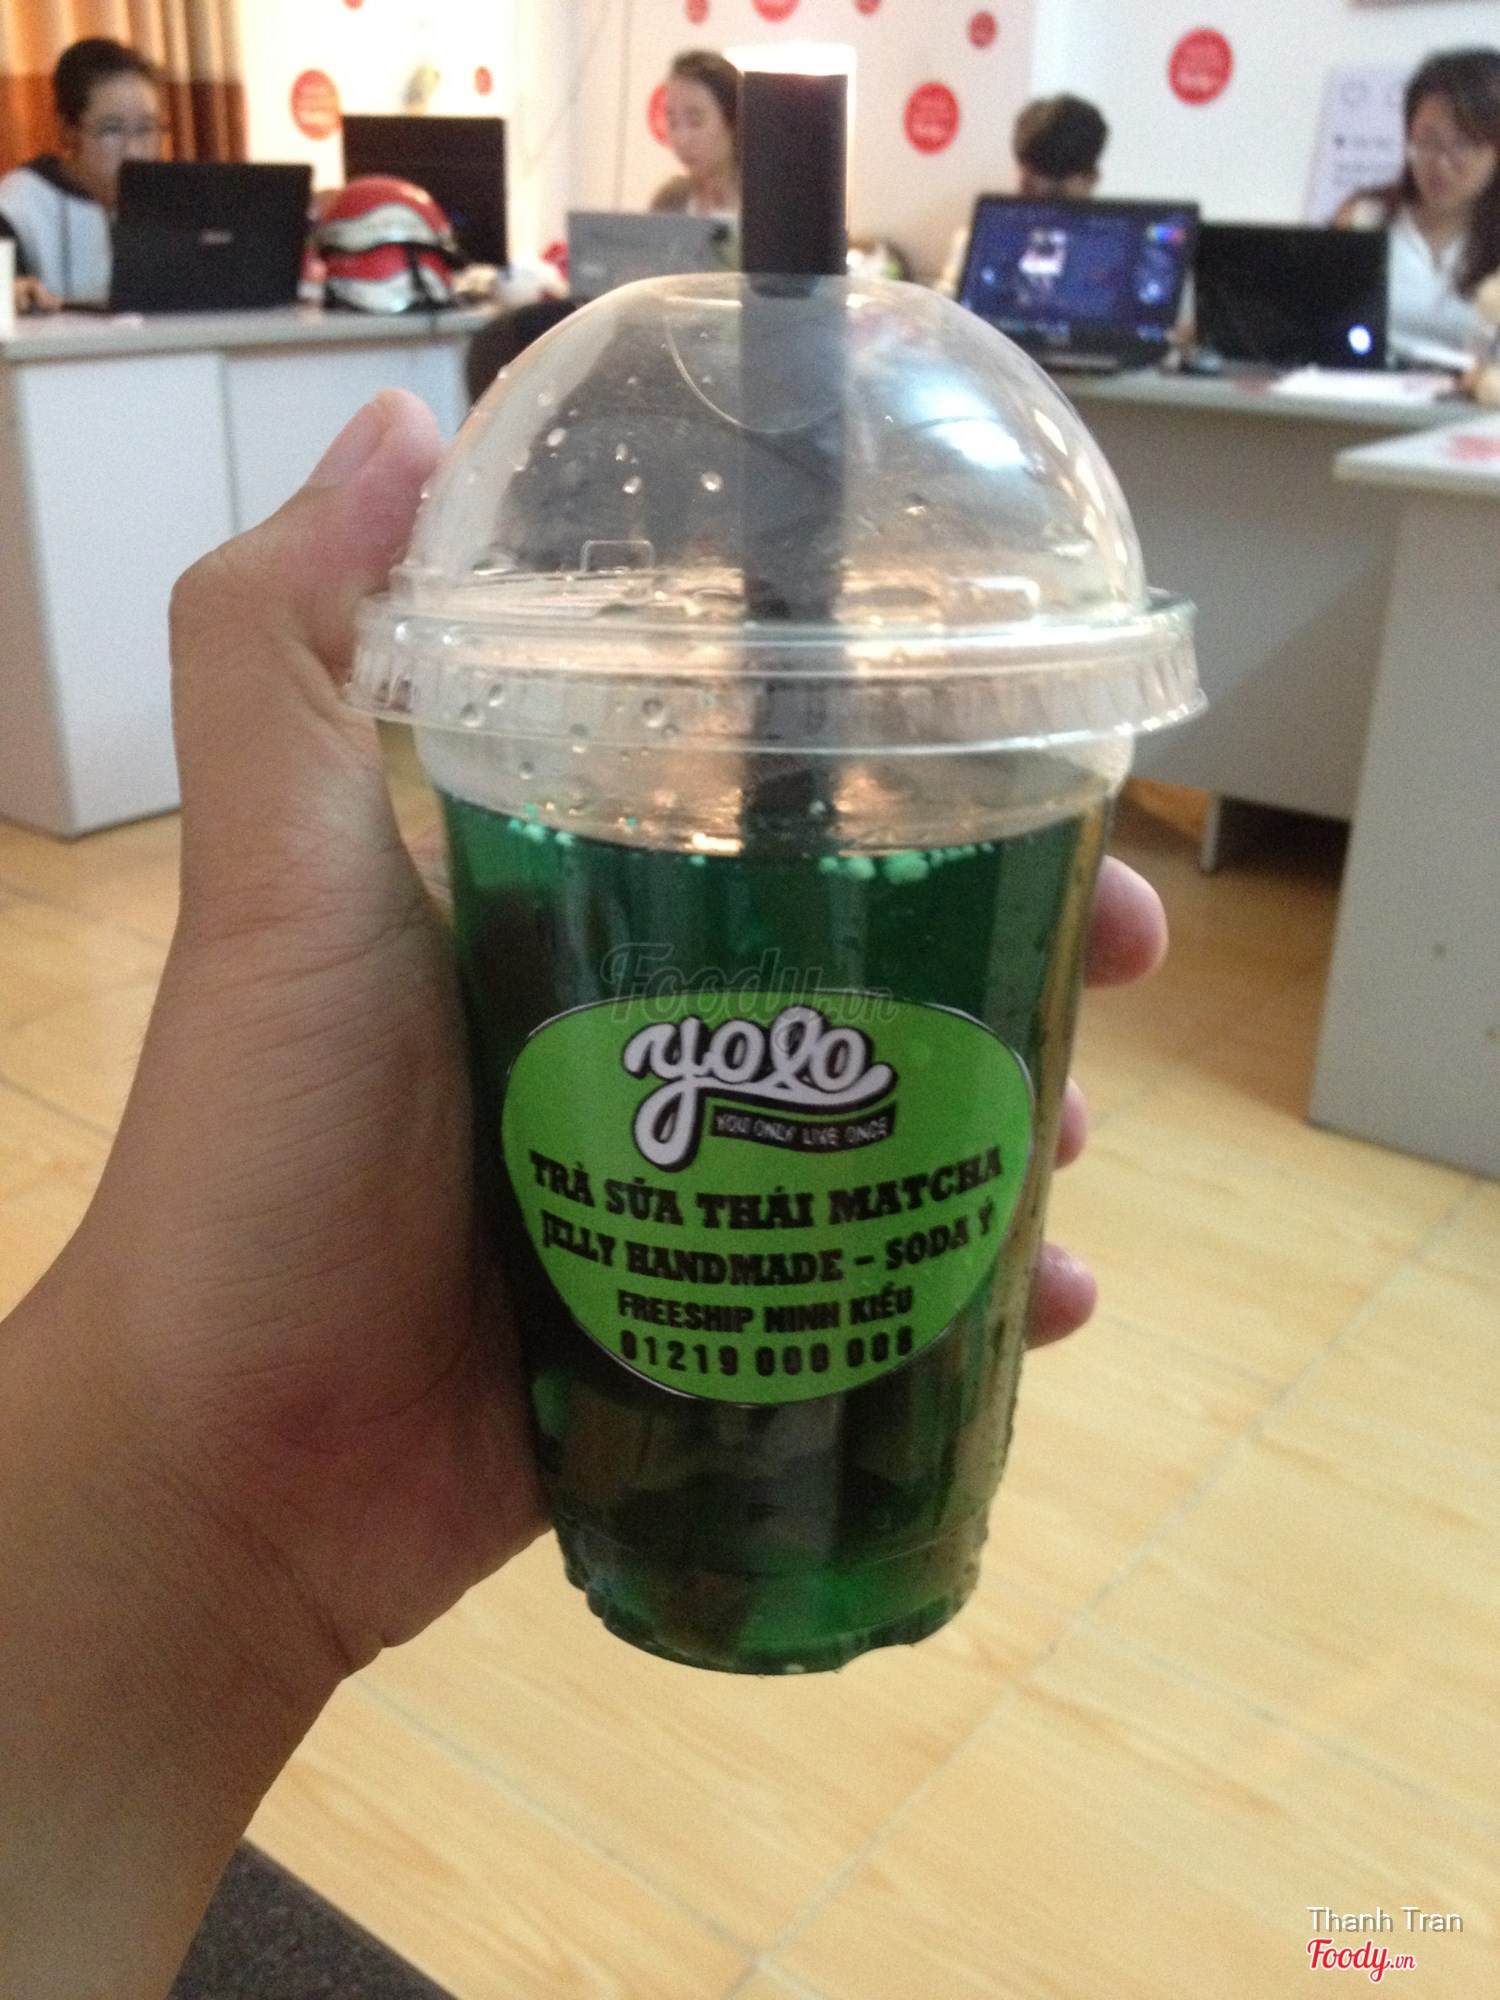 Foody.vn
yolo
YOU ONLY LIVE ONCE
TRÀ SỮA THÁI MATCHA
JELLY HANDMADE - SODA Ý
FREESHIP NINH KIỀU
01219 000 008
Thanh Tran
Foody.vn